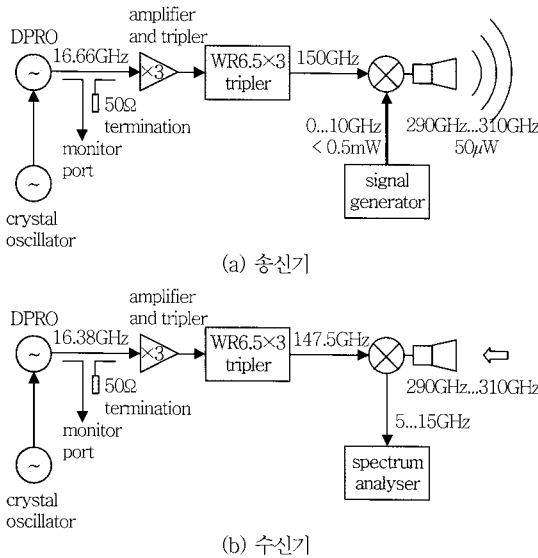 amplifier
and tripler
DPRO
16.66GHz
~
×3
WR6.5×3
tripler
150GHz
50Ω
termination
monitor
port
~
crystal
oscillator
0...10GHz
< 0.5mW
290GHz...310GHz
50μW
signal
generator
(a) 송신기
amplifier
and tripler
DPRO
16.38GHz
~
×3
WR6.5×3
tripler
147.5GHz
50Ω
termination
monitor
port
~
crystal
oscillator
290GHz...310GHz
5...15GHz
spectrum
analyser
(b) 수신기